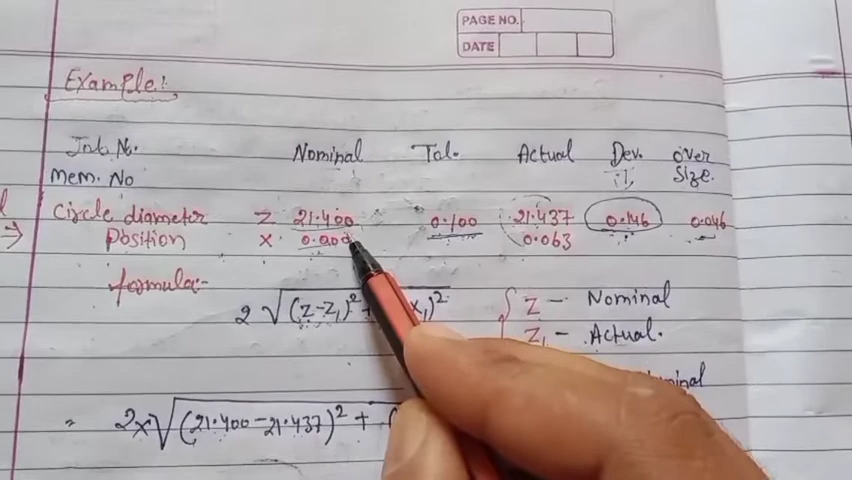 PAGE NO.
DATE
Example:
Job No. Nominal Tol. Actual Dev. over
Mem. No Size.
Circle diameter Z 21.400 0.100 21.437 0.146 0.046
Position X 0.000 0.063
formula:-
2√(Z-Z₁)²+ X₁)² Z - Nominal
Z₁ - Actual.
= 2×√(21.400-21.437)²+